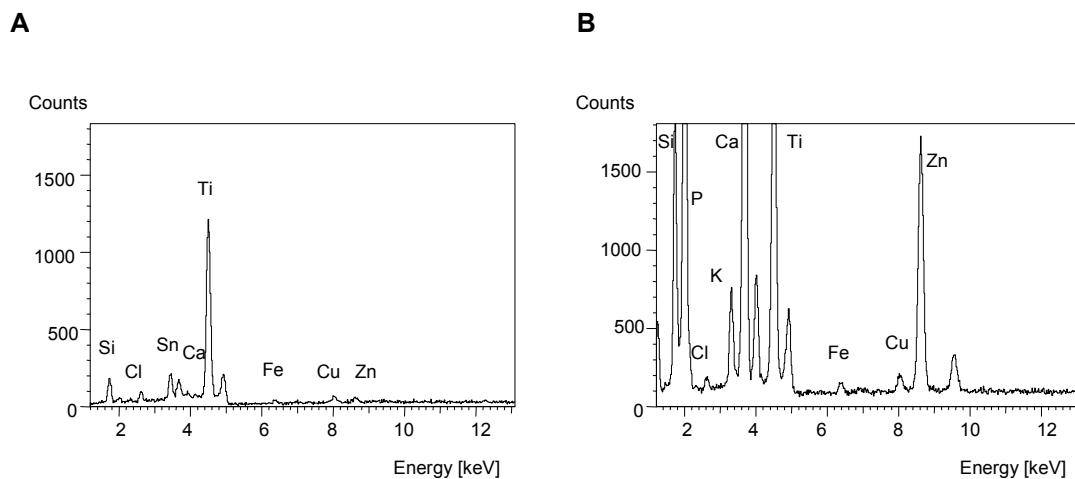 A
Counts
1500
1000
500
0
Si
Cl
Sn
Ca
Ti
Fe
Cu
Zn
2
4
6
8
10
12
Energy [keV]
B
Counts
1500
1000
500
0
Si
P
Cl
K
Ca
Ti
Fe
Cu
Zn
2
4
6
8
10
12
Energy [keV]